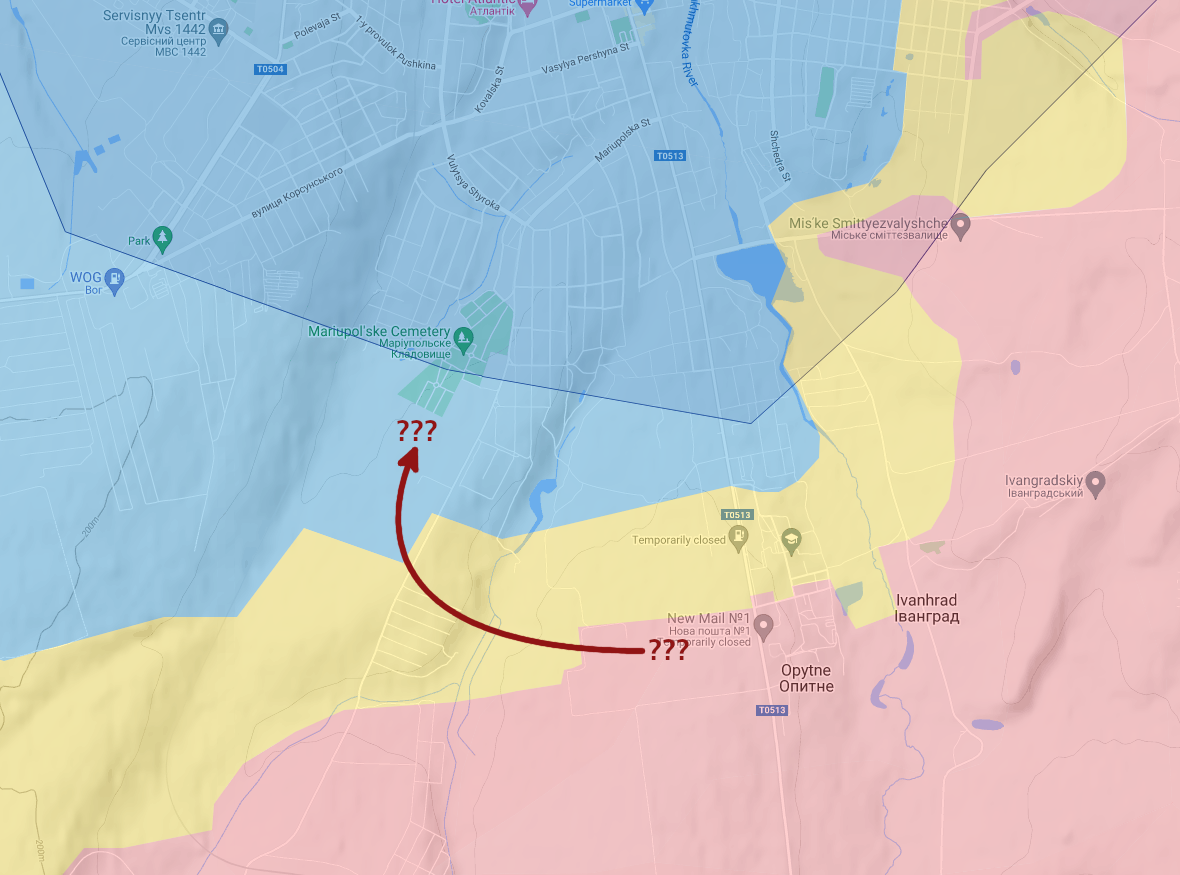 Hotel Atlantic
Атлантік
Supermarket
Servisnyy Tsentr
Mvs 1442
Сервісний центр
МВС 1442
Polevaja St
1-y provulok Pushkina
T0504
Kovalska St
Vasylya Pershyna St
Bakhmutovka River
Mariupolska St
T0513
Shchedra St
Vulytsya Shyroka
вулиця Корсунського
Park
WOG
Вог
Mis'ke Smittyezvalyshche
Міське сміттєзвалище
Mariupol'ske Cemetery
Маріупольське
Кладовище
???
200m
Ivangradskiy
Іванградський
T0513
Temporarily closed
Ivanhrad
Іванград
New Mail №1
Нова пошта №1
Temporarily closed
???
Opytne
Опитне
T0513
200m